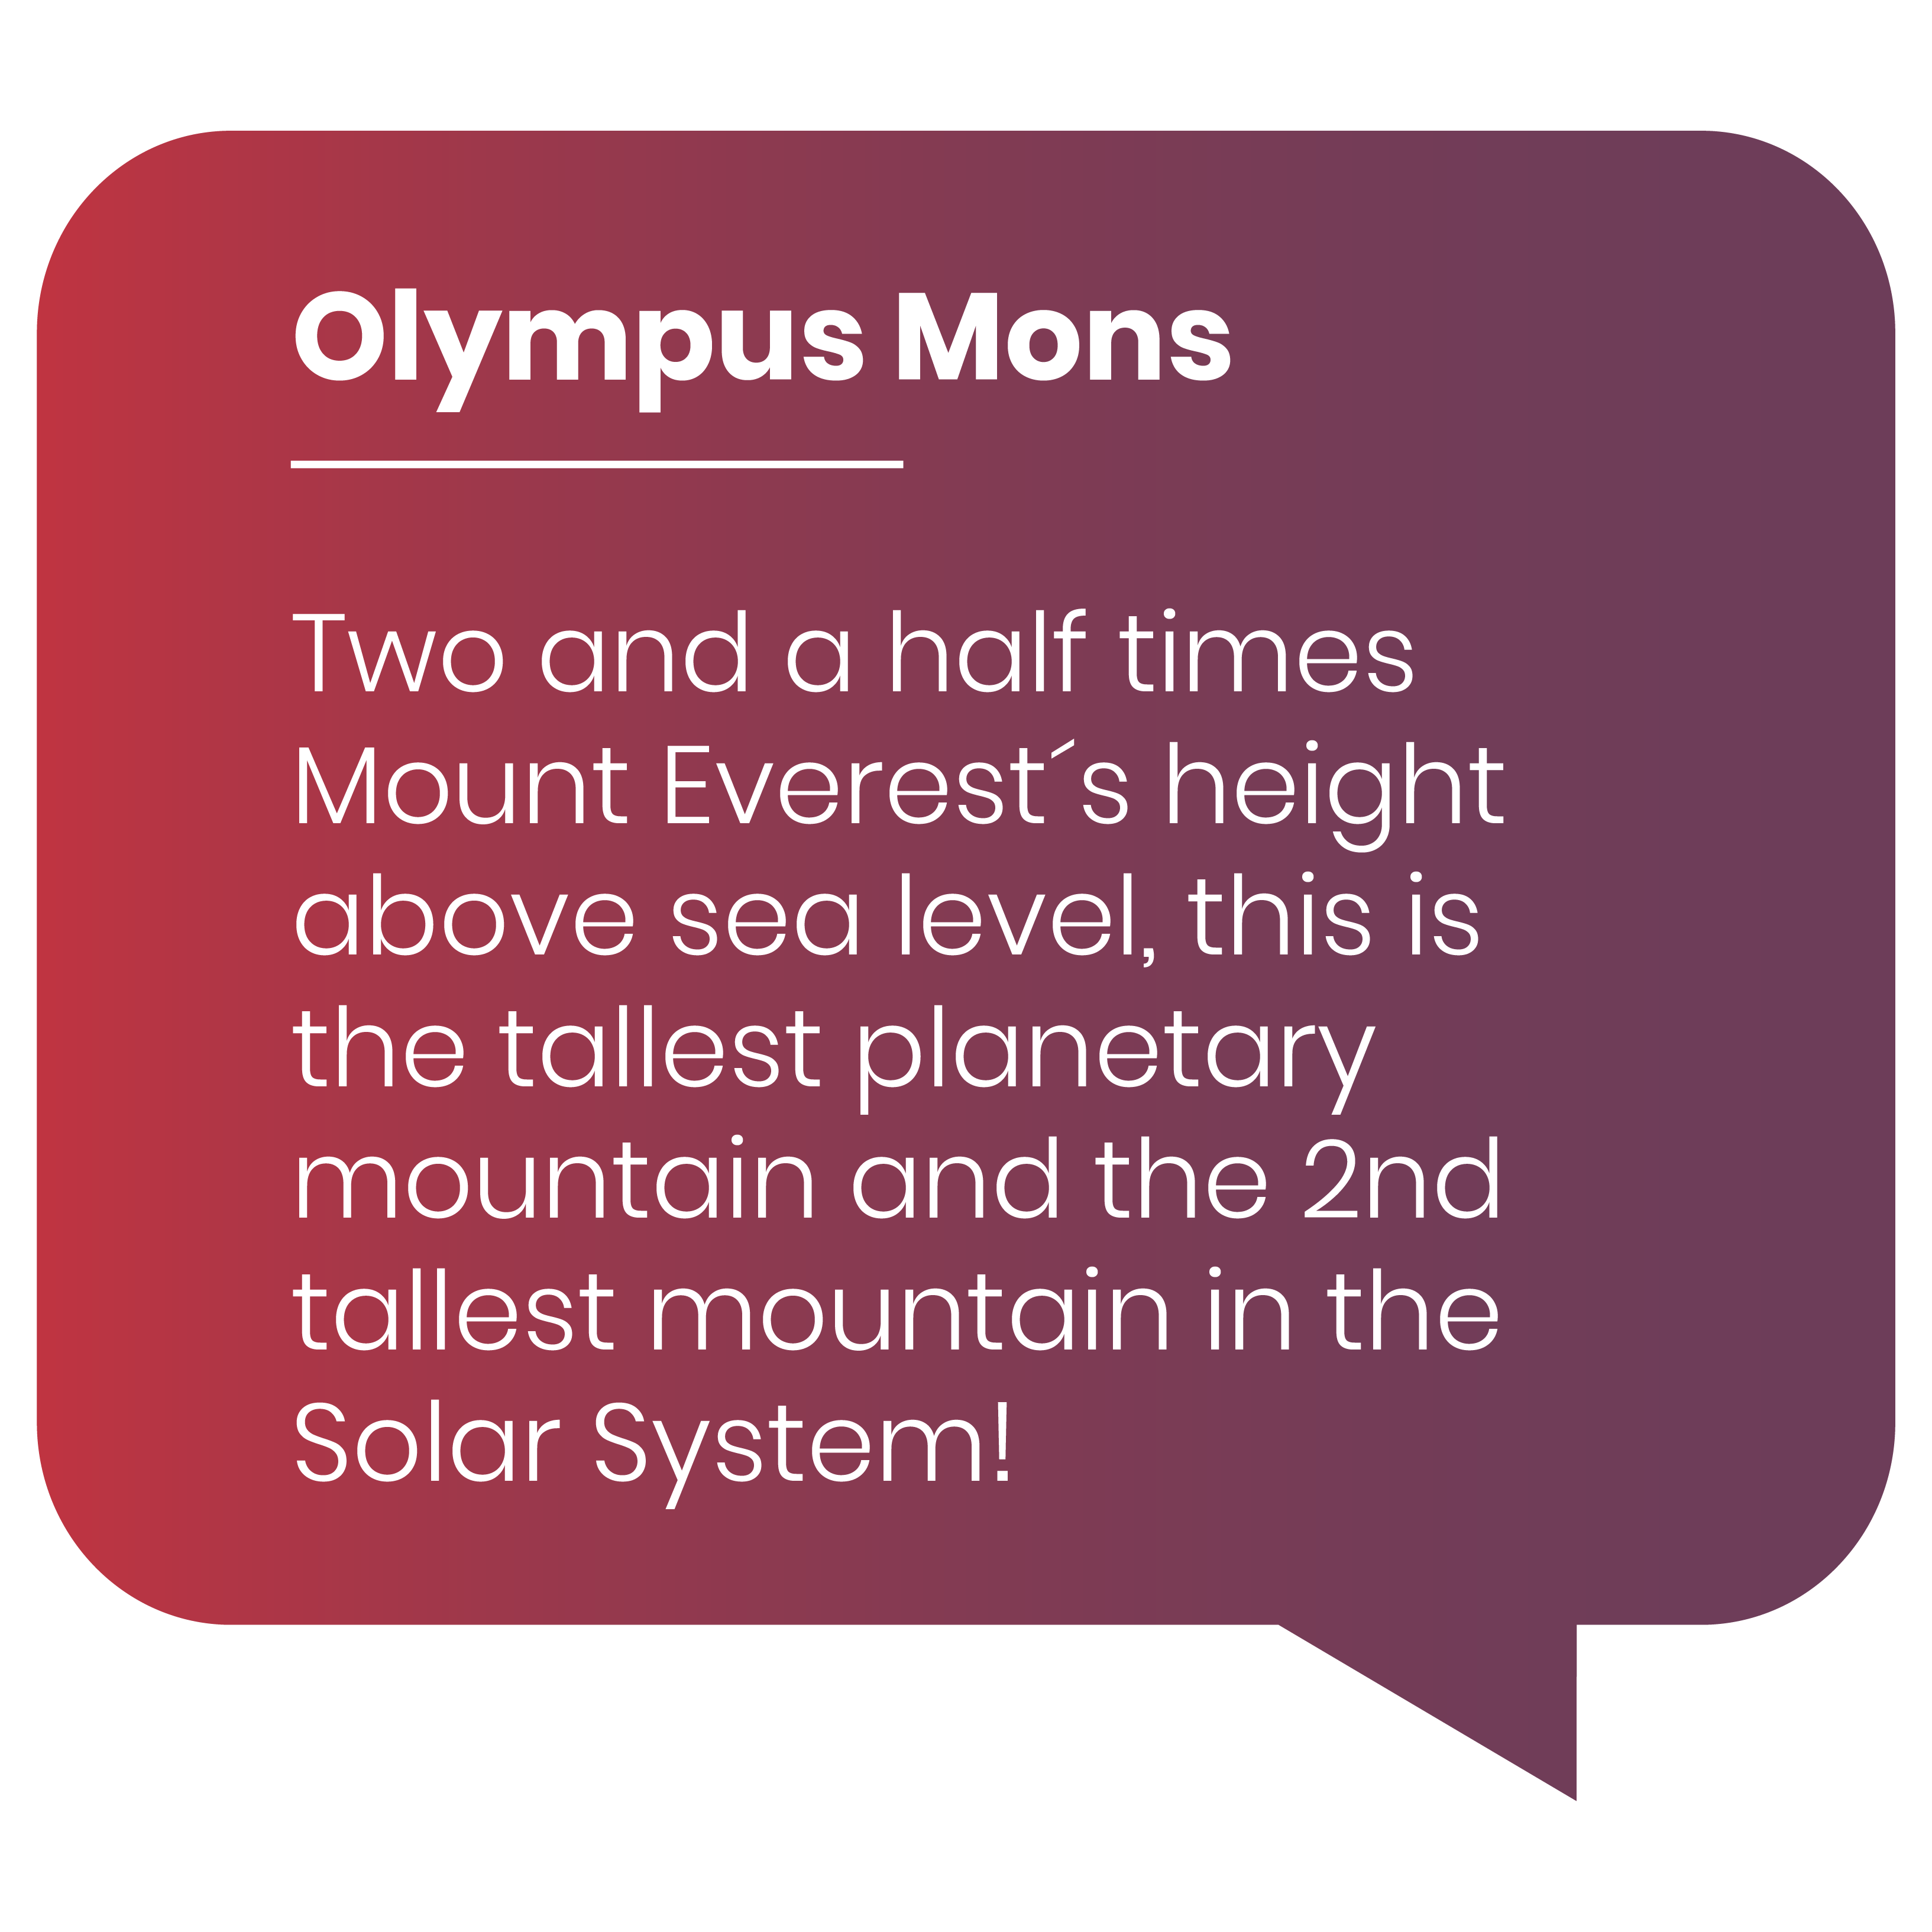 Olympus Mons
Two and a half times
Mount Everest´s height
above sea level, this is
the tallest planetary
mountain and the 2nd
tallest mountain in the
Solar System!